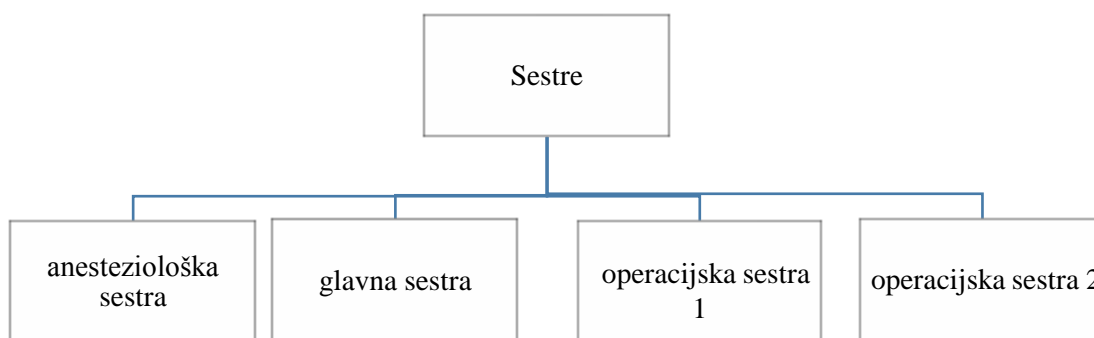 Sestre
anesteziološka
sestra
glavna sestra
operacijska sestra
1
operacijska sestra 2